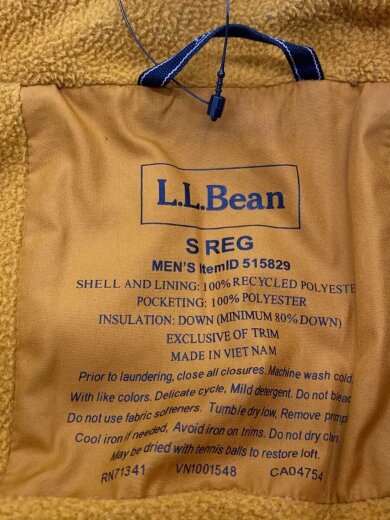 L.L.Bean
S REG
MEN'S ItemID 515829
SHELL AND LINING: 100% RECYCLED POLYESTE
POCKETING: 100% POLYESTER
INSULATION: DOWN (MINIMUM 80% DOWN)
EXCLUSIVE OF TRIM
MADE IN VIET NAM
Prior to laundering, close all closures. Machine wash cold,
With like colors. Delicate cycle, Mild detergent. Do not bleac
Do not use fabric softeners. Tumble dry low, Remove prompt
Cool iron if needed, Avoid iron on trims. Do not dry clean.
May be dried with tennis balls to restore loft.
RN71341 VN1001548 CA04754